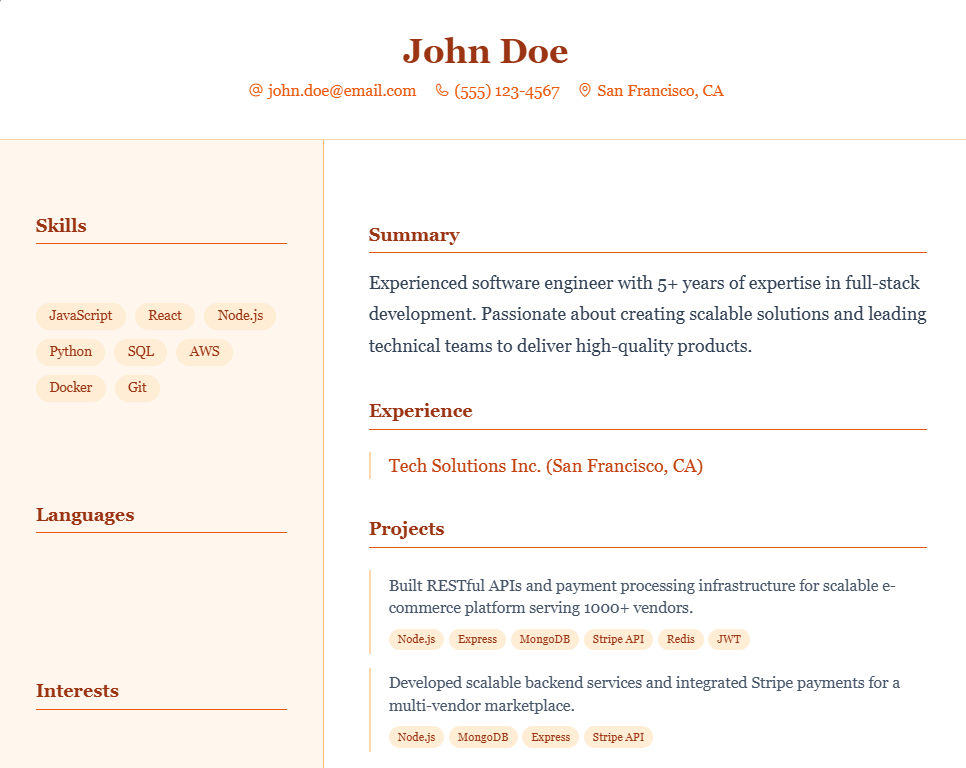 John Doe
john.doe@email.com (555) 123-4567 San Francisco, CA
Skills
JavaScript React Node.js
Python SQL AWS
Docker Git
Languages
Interests
Summary
Experienced software engineer with 5+ years of expertise in full-stack
development. Passionate about creating scalable solutions and leading
technical teams to deliver high-quality products.
Experience
Tech Solutions Inc. (San Francisco, CA)
Projects
Built RESTful APIs and payment processing infrastructure for scalable e-
commerce platform serving 1000+ vendors.
Node.js Express MongoDB Stripe API Redis JWT
Developed scalable backend services and integrated Stripe payments for a
multi-vendor marketplace.
Node.js MongoDB Express Stripe API